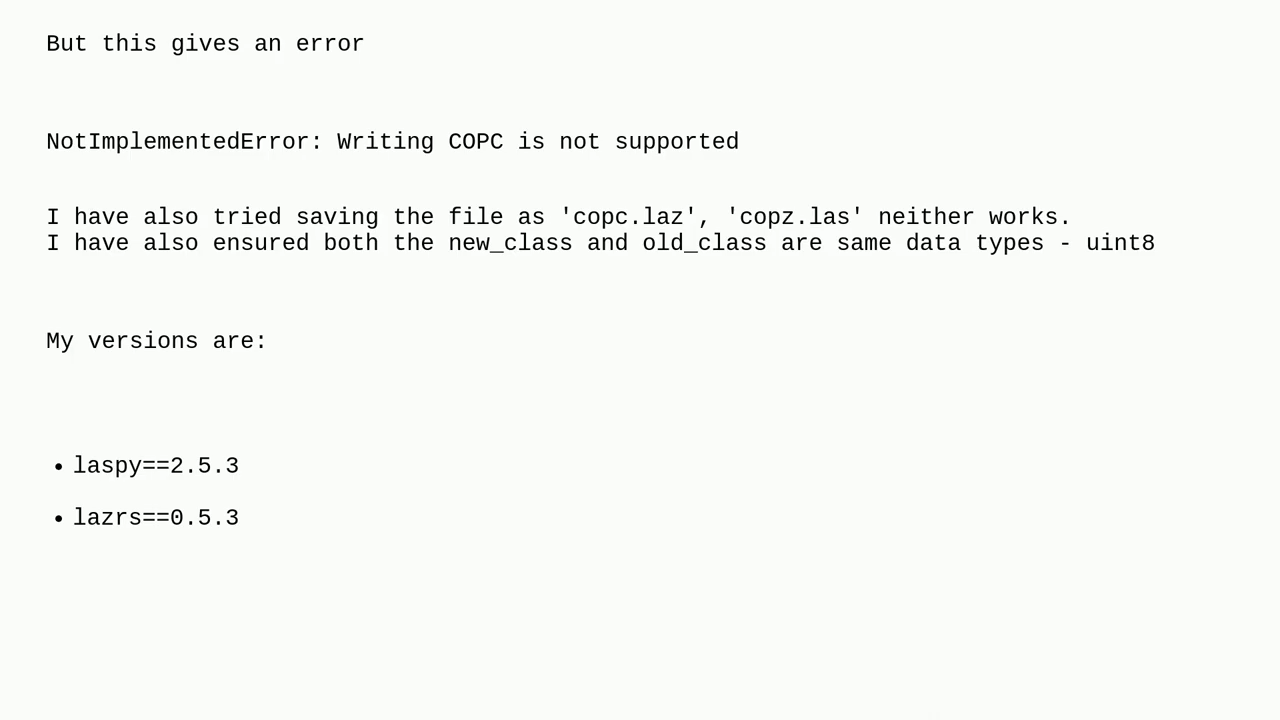 But this gives an error
NotImplementedError: Writing COPC is not supported
I have also tried saving the file as 'copc.laz', 'copz.las' neither works.
I have also ensured both the new_class and old_class are same data types - uint8
My versions are:
• laspy==2.5.3
• lazrs==0.5.3